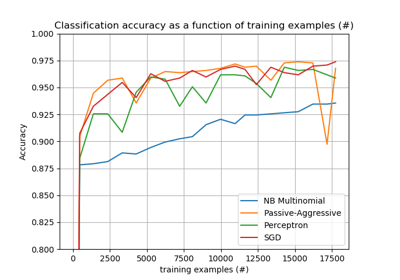 Classification accuracy as a function of training examples (#)
1.000
0.975
0.950
0.925
0.900
0.875
0.850
0.825
0.800
Accuracy
NB Multinomial
Passive-Aggressive
Perceptron
SGD
0 2500 5000 7500 10000 12500 15000 17500
training examples (#)